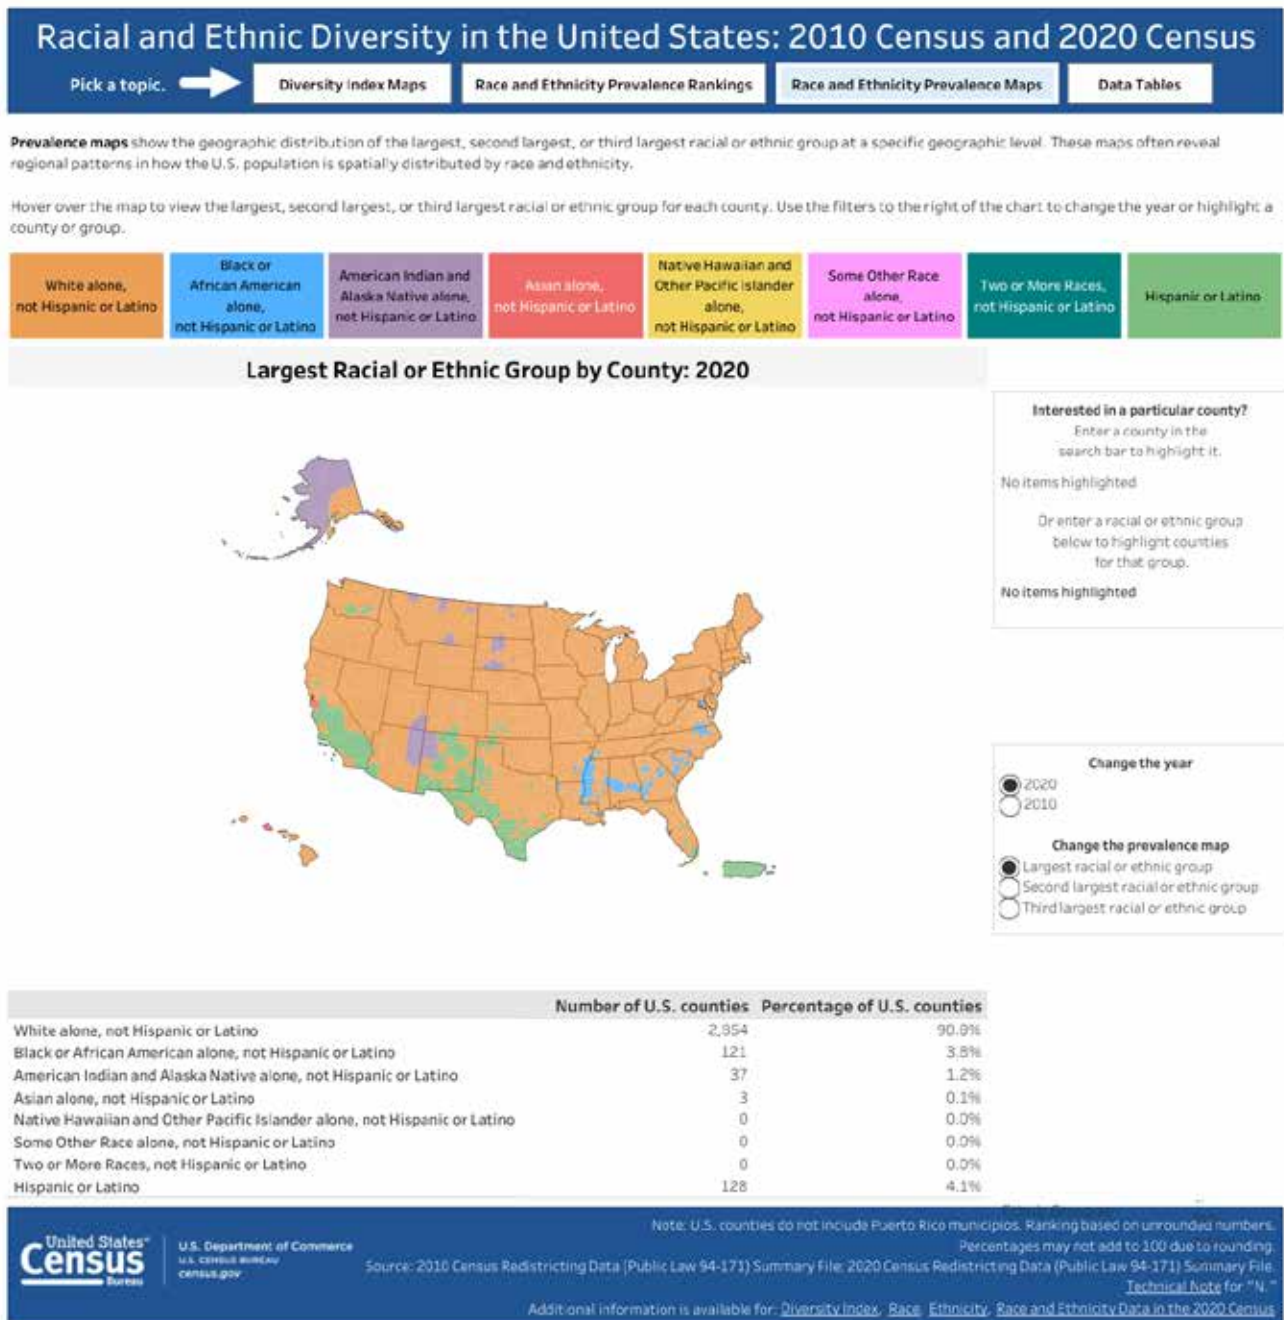 Racial and Ethnic Diversity in the United States: 2010 Census and 2020 Census
Pick a topic.
Diversity Index Maps
Race and Ethnicity Prevalence Rankings
Race and Ethnicity Prevalence Maps
Data Tables
Prevalence maps show the geographic distribution of the largest, second largest, or third largest racial or ethnic group at a specific geographic level. These maps often reveal
regional patterns in how the U.S. population is spatially distributed by race and ethnicity.
Hover over the map to view the largest, second largest, or third largest racial or ethnic group for each county. Use the filters to the right of the chart to change the year or highlight a
county or group.
White alone,
not Hispanic or Latino
Black or
African American
alone,
not Hispanic or Latino
American Indian and
Alaska Native alone,
not Hispanic or Latino
Asian alone,
not Hispanic or Latino
Native Hawaiian and
Other Pacific Islander
alone,
not Hispanic or Latino
Some Other Race
alone,
not Hispanic or Latino
Two or More Races,
not Hispanic or Latino
Hispanic or Latino
Largest Racial or Ethnic Group by County: 2020
Interested in a particular county?
Enter a county in the
search bar to highlight it.
No items highlighted
Or enter a racial or ethnic group
below to highlight counties
for that group.
No items highlighted
Change the year
2020
2010
Change the prevalence map
Largest racial or ethnic group
Second largest racial or ethnic group
Third largest racial or ethnic group
Number of U.S. counties Percentage of U.S. counties
White alone, not Hispanic or Latino 2,854 90.8%
Black or African American alone, not Hispanic or Latino 121 3.8%
American Indian and Alaska Native alone, not Hispanic or Latino 37 1.2%
Asian alone, not Hispanic or Latino 3 0.1%
Native Hawaiian and Other Pacific Islander alone, not Hispanic or Latino 0 0.0%
Some Other Race alone, not Hispanic or Latino 0 0.0%
Two or More Races, not Hispanic or Latino 0 0.0%
Hispanic or Latino 128 4.1%
United States®
Census
Bureau
U.S. Department of Commerce
U.S. CENSUS BUREAU
census.gov
Note: U.S. counties do not include Puerto Rico municipios. Ranking based on unrounded numbers.
Percentages may not add to 100 due to rounding.
Source: 2010 Census Redistricting Data (Public Law 94-171) Summary File; 2020 Census Redistricting Data (Public Law 94-171) Summary File.
Technical Note for "N."
Additional information is available for: Diversity Index, Race, Ethnicity, Race and Ethnicity Data in the 2020 Census